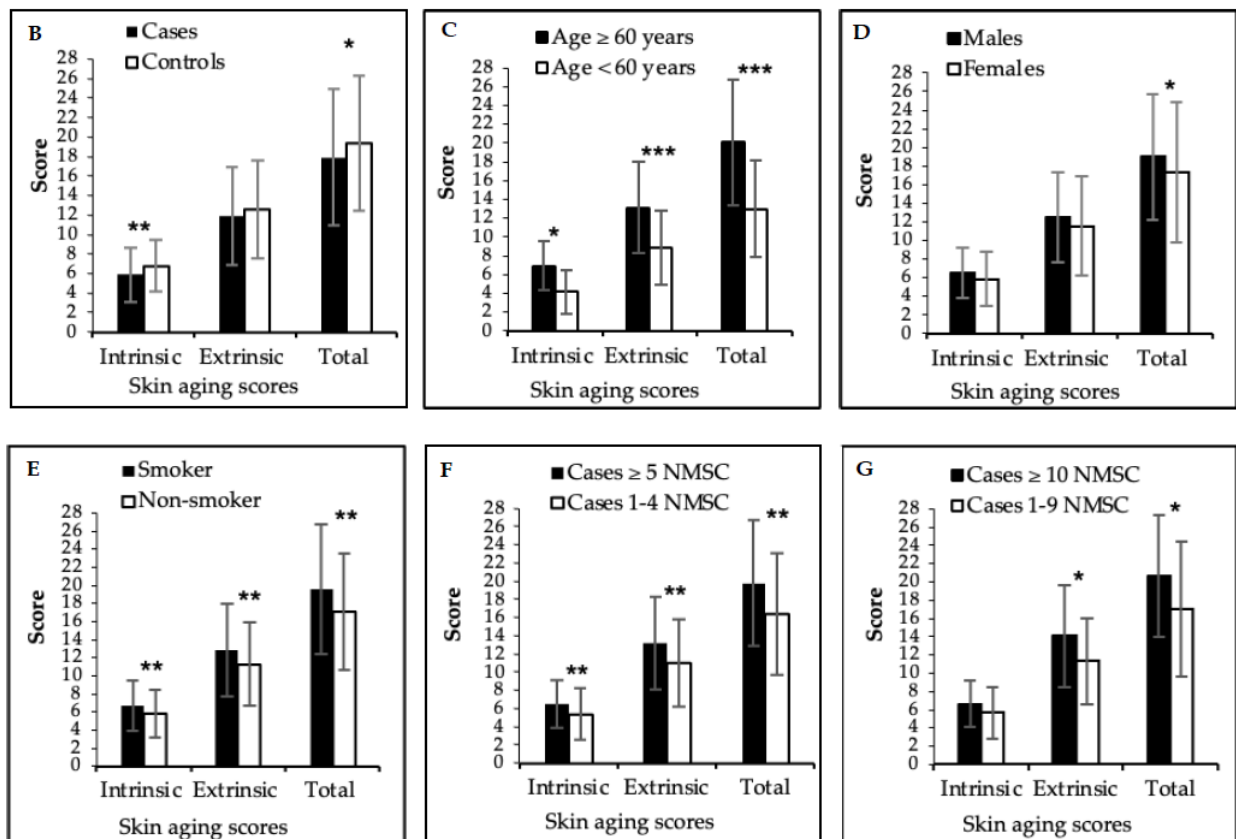 B
Cases
Controls
Score
28
26
24
22
20
18
16
14
12
10
8
6
4
2
0
**
*
Intrinsic Extrinsic Total
Skin aging scores
C
Age ≥ 60 years
Age < 60 years
Score
28
26
24
22
20
18
16
14
12
10
8
6
4
2
0
*
***
***
Intrinsic Extrinsic Total
Skin aging scores
D
Males
Females
Score
28
26
24
22
20
18
16
14
12
10
8
6
4
2
0
*
Intrinsic Extrinsic Total
Skin aging scores
E
Smoker
Non-smoker
Score
28
26
24
22
20
18
16
14
12
10
8
6
4
2
0
**
**
**
Intrinsic Extrinsic Total
Skin aging scores
F
Cases ≥ 5 NMSC
Cases 1-4 NMSC
Score
28
26
24
22
20
18
16
14
12
10
8
6
4
2
0
**
**
**
Intrinsic Extrinsic Total
Skin aging scores
G
Cases ≥ 10 NMSC
Cases 1-9 NMSC
Score
28
26
24
22
20
18
16
14
12
10
8
6
4
2
0
*
*
Intrinsic Extrinsic Total
Skin aging scores